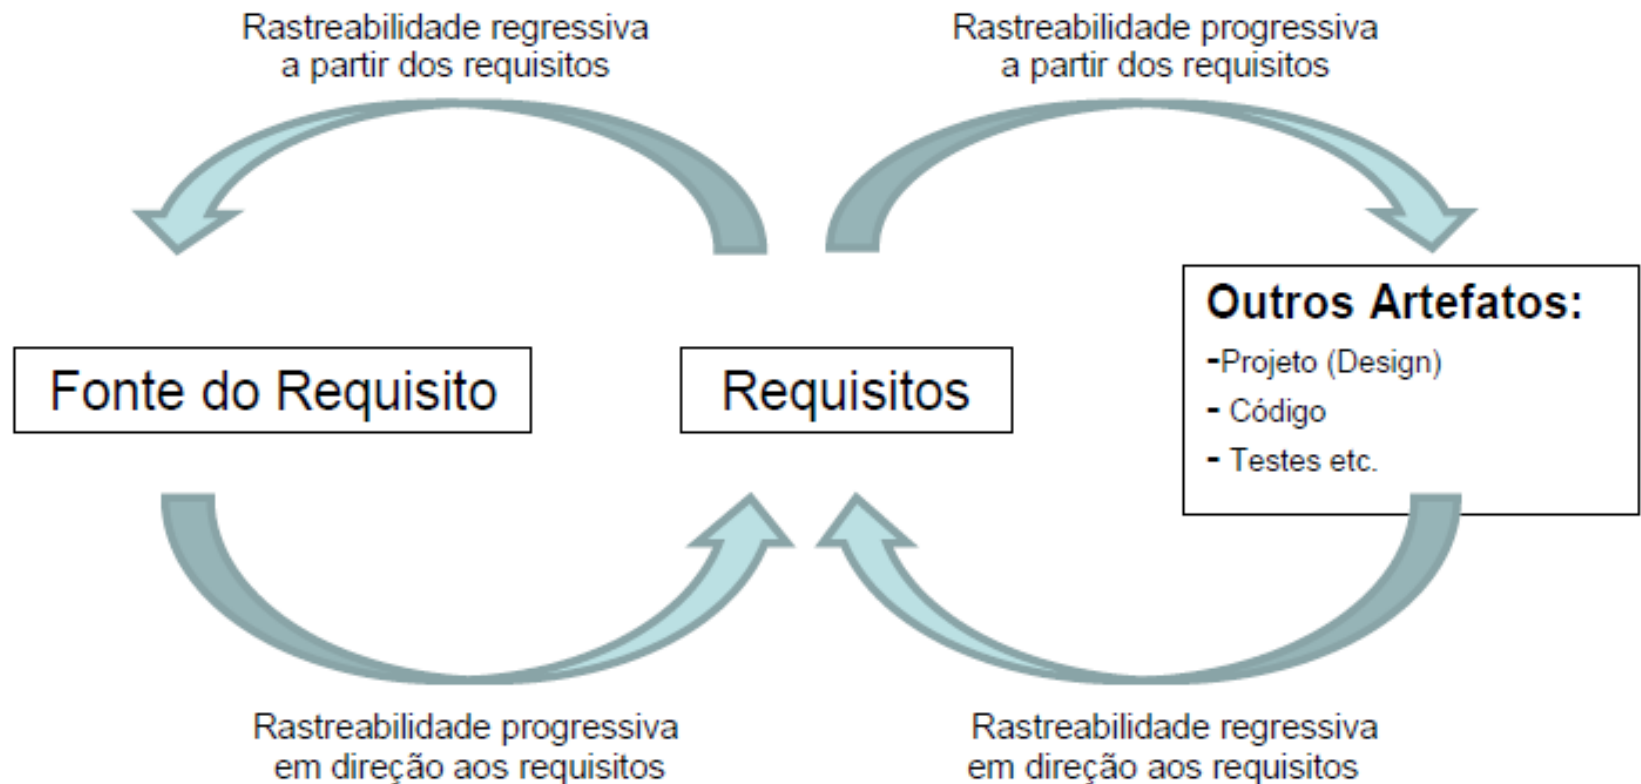 Rastreabilidade regressiva
a partir dos requisitos
Rastreabilidade progressiva
a partir dos requisitos
Fonte do Requisito
Requisitos
Outros Artefatos:
-Projeto (Design)
- Código
- Testes etc.
Rastreabilidade progressiva
em direção aos requisitos
Rastreabilidade regressiva
em direção aos requisitos